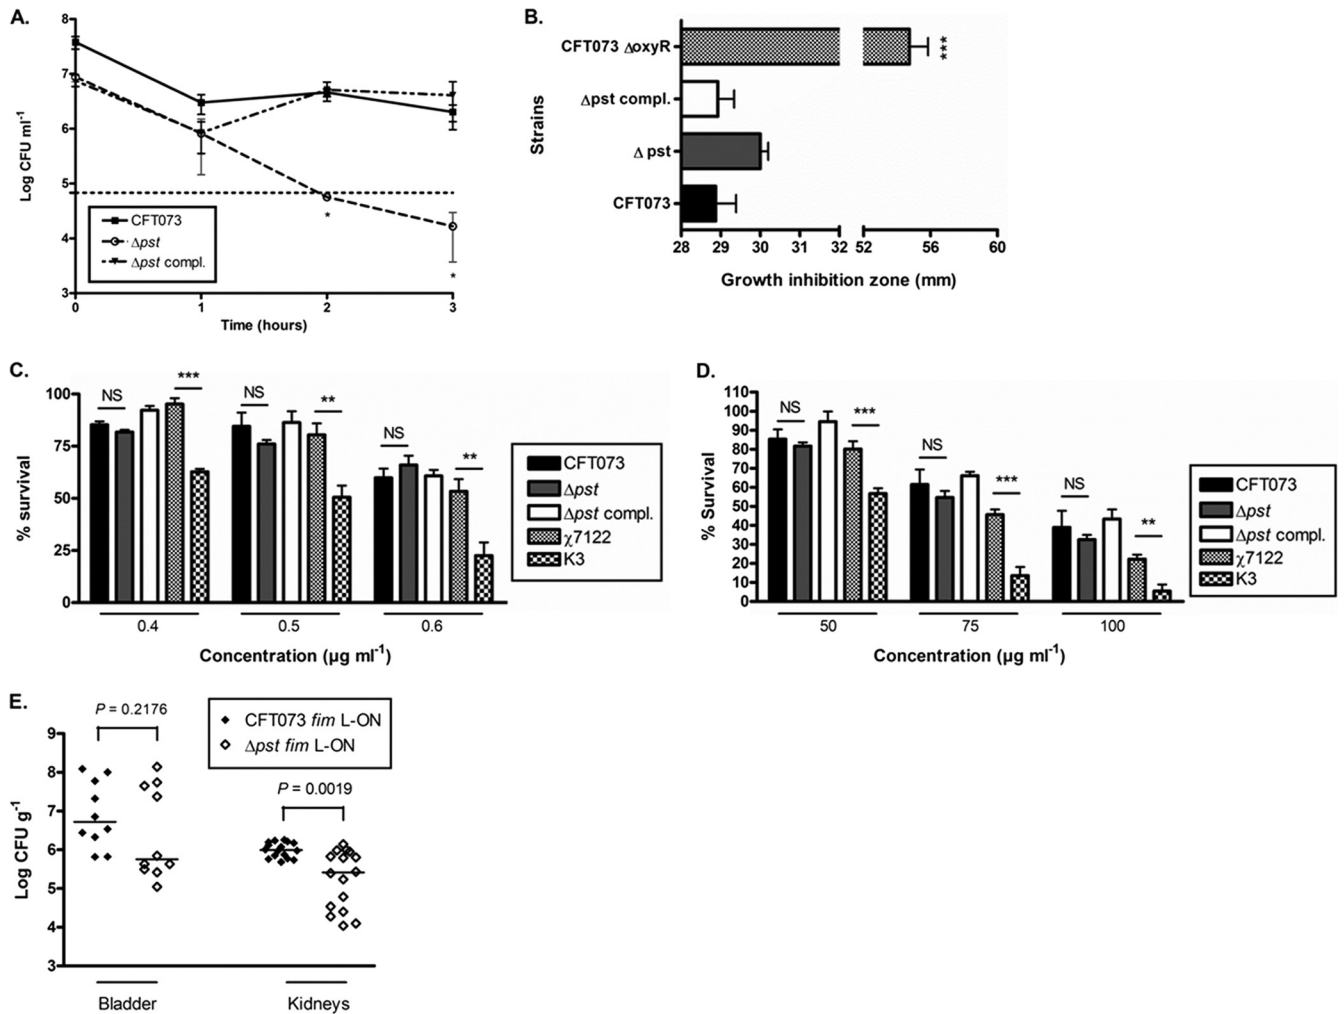 A.
8
7
6
5
4
3
Log CFU ml⁻¹
CFT073
Δpst
Δpst compl.
*
*
0 1 2 3
Time (hours)
B.
Strains
CFT073 ΔoxyR
***
Δpst compl.
Δ pst
CFT073
28 29 30 31 32 52 56 60
Growth inhibition zone (mm)
C.
100
75
50
25
0
% survival
NS ***
NS **
NS **
CFT073
Δpst
Δpst compl.
χ7122
K3
0.4 0.5 0.6
Concentration (µg ml⁻¹)
D.
110
100
90
80
70
60
50
40
30
20
10
0
% Survival
NS ***
NS ***
NS **
CFT073
Δpst
Δpst compl.
χ7122
K3
50 75 100
Concentration (µg ml⁻¹)
E.
9
8
7
6
5
4
3
Log CFU g⁻¹
P = 0.2176
CFT073 fim L-ON
Δpst fim L-ON
P = 0.0019
Bladder Kidneys